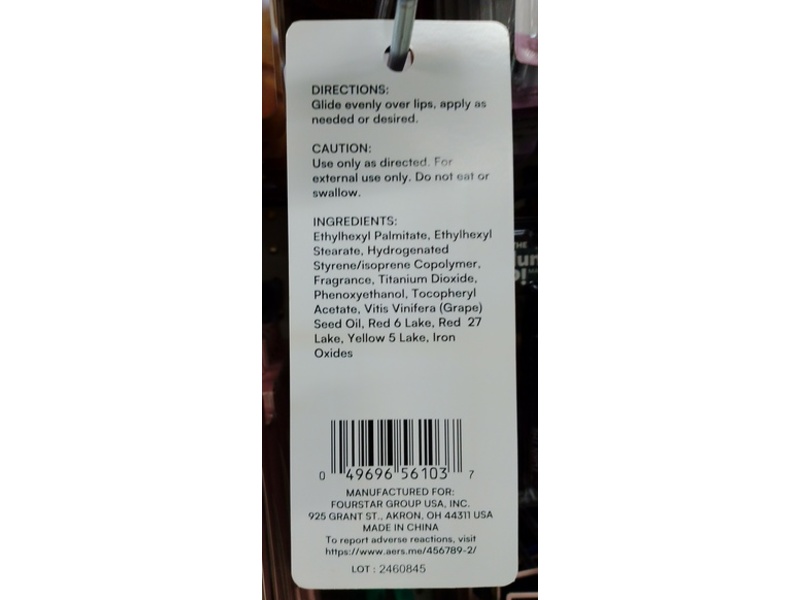 DIRECTIONS:
Glide evenly over lips, apply as
needed or desired.
CAUTION:
Use only as directed. For
external use only. Do not eat or
swallow.
INGREDIENTS:
Ethylhexyl Palmitate, Ethylhexyl
Stearate, Hydrogenated
Styrene/isoprene Copolymer,
Fragrance, Titanium Dioxide,
Phenoxyethanol, Tocopheryl
Acetate, Vitis Vinifera (Grape)
Seed Oil, Red 6 Lake, Red 27
Lake, Yellow 5 Lake, Iron
Oxides
0 49696 56103 7
MANUFACTURED FOR:
FOURSTAR GROUP USA, INC.
925 GRANT ST., AKRON, OH 44311 USA
MADE IN CHINA
To report adverse reactions, visit
https://www.aers.me/456789-2/
LOT : 2460845
THE